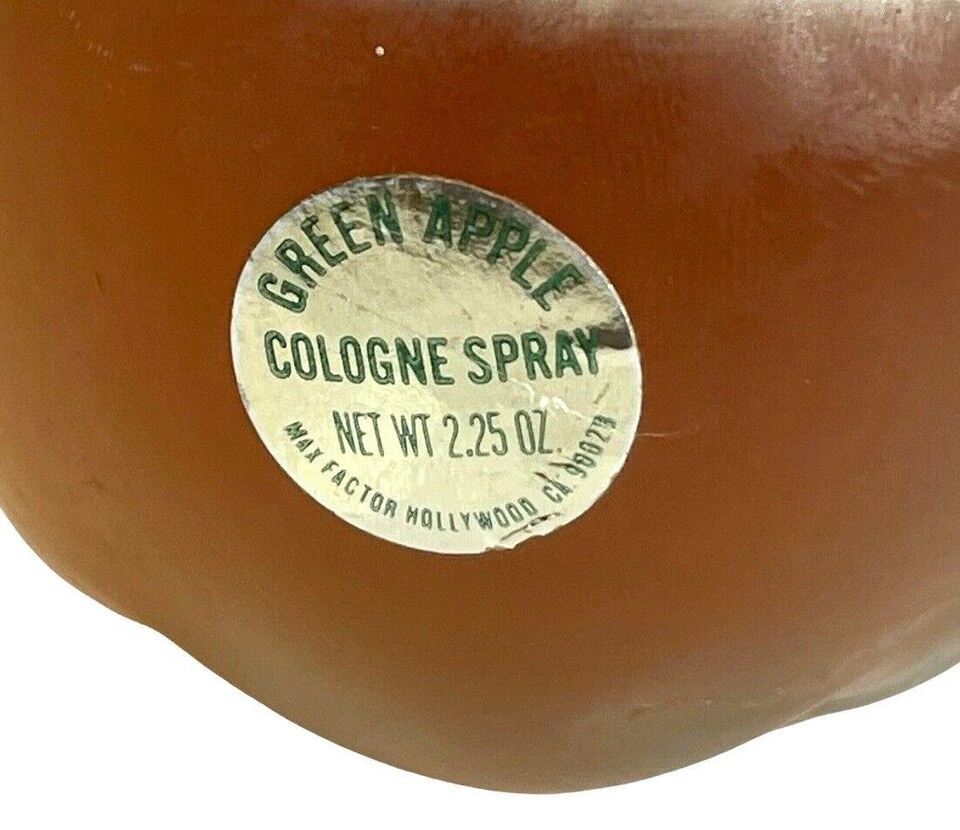 GREEN APPLE
COLOGNE SPRAY
NET WT 2.25 OZ.
MAX FACTOR HOLLYWOOD CA 90028